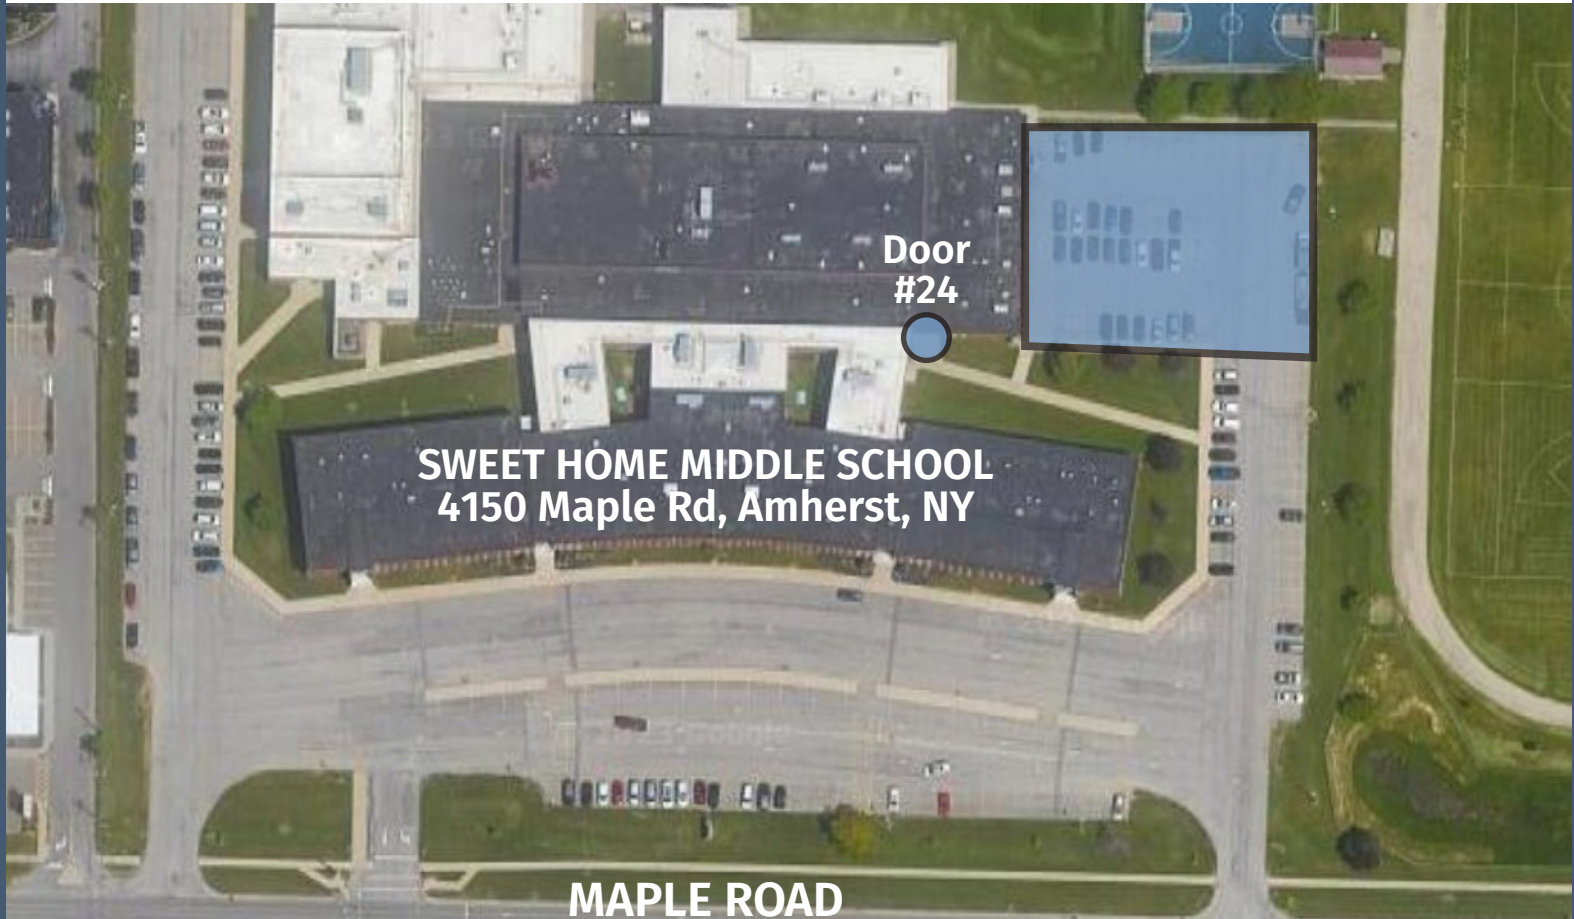 Door
#24
SWEET HOME MIDDLE SCHOOL
4150 Maple Rd, Amherst, NY
MAPLE ROAD